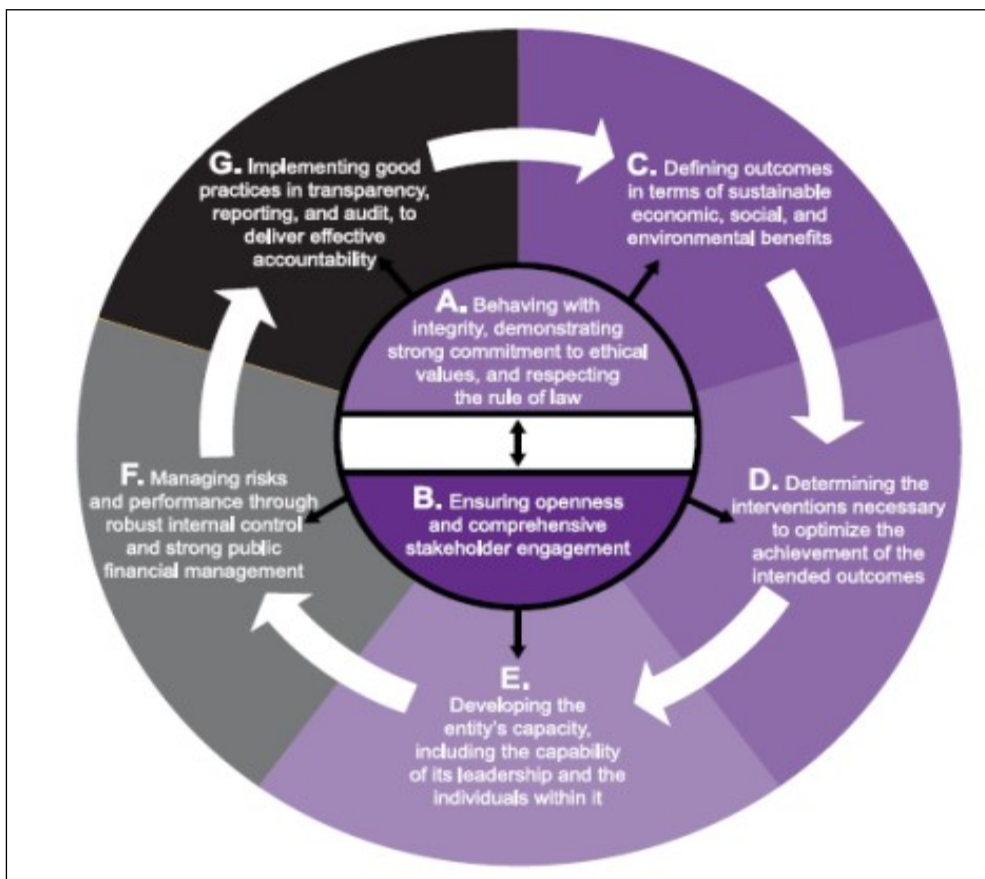 G. Implementing good
practices in transparency,
reporting, and audit, to
deliver effective
accountability
C. Defining outcomes
in terms of sustainable
economic, social, and
environmental benefits
A. Behaving with
integrity, demonstrating
strong commitment to ethical
values, and respecting
the rule of law
F. Managing risks
and performance through
robust internal control
and strong public
financial management
B. Ensuring openness
and comprehensive
stakeholder engagement
D. Determining the
interventions necessary
to optimize the
achievement of the
intended outcomes
E.
Developing the
entity's capacity,
including the capability
of its leadership and the
individuals within it